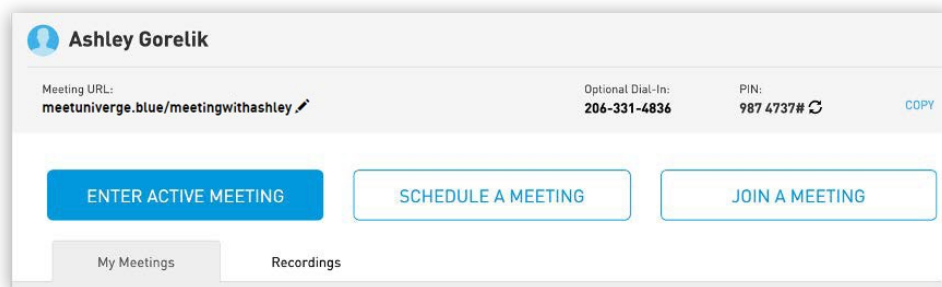 Ashley Gorelik
Meeting URL: Optional Dial-In: PIN:
meetuniverge.blue/meetingwithashley 206-331-4836 987 4737# COPY
ENTER ACTIVE MEETING SCHEDULE A MEETING JOIN A MEETING
My Meetings Recordings